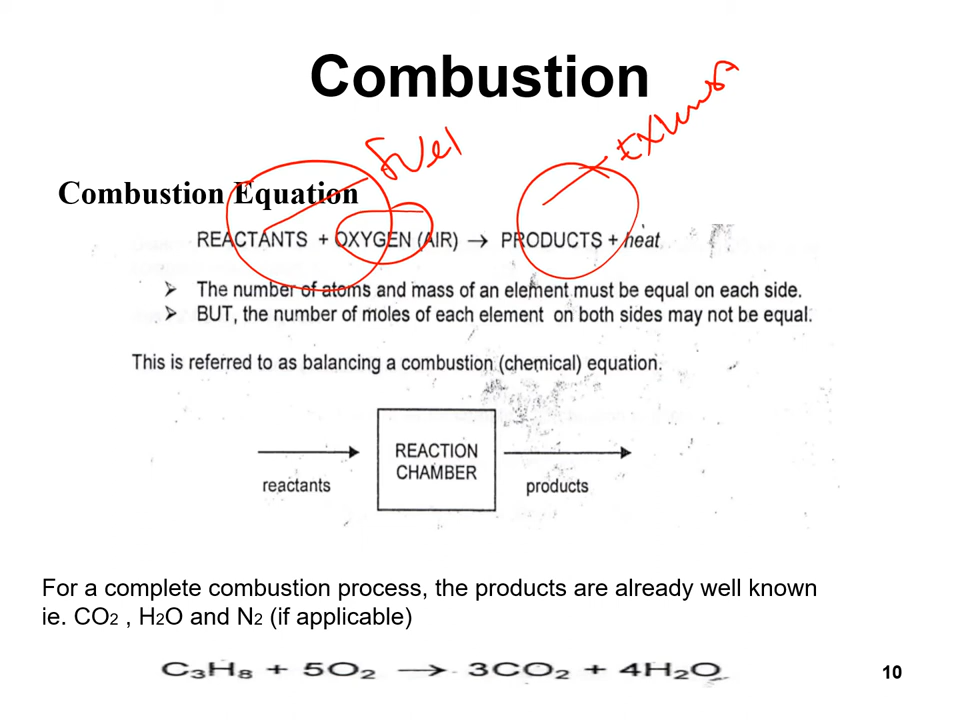 Combustion
fuel
Exhaus
Combustion Equation
REACTANTS + OXYGEN (AIR) → PRODUCTS + heat
➤ The number of atoms and mass of an element must be equal on each side.
➤ BUT, the number of moles of each element on both sides may not be equal.
This is referred to as balancing a combustion (chemical) equation.
REACTION
CHAMBER
reactants
products
For a complete combustion process, the products are already well known
ie. CO₂ , H₂O and N₂ (if applicable)
C₃H₈ + 5O₂ → 3CO₂ + 4H₂O
10